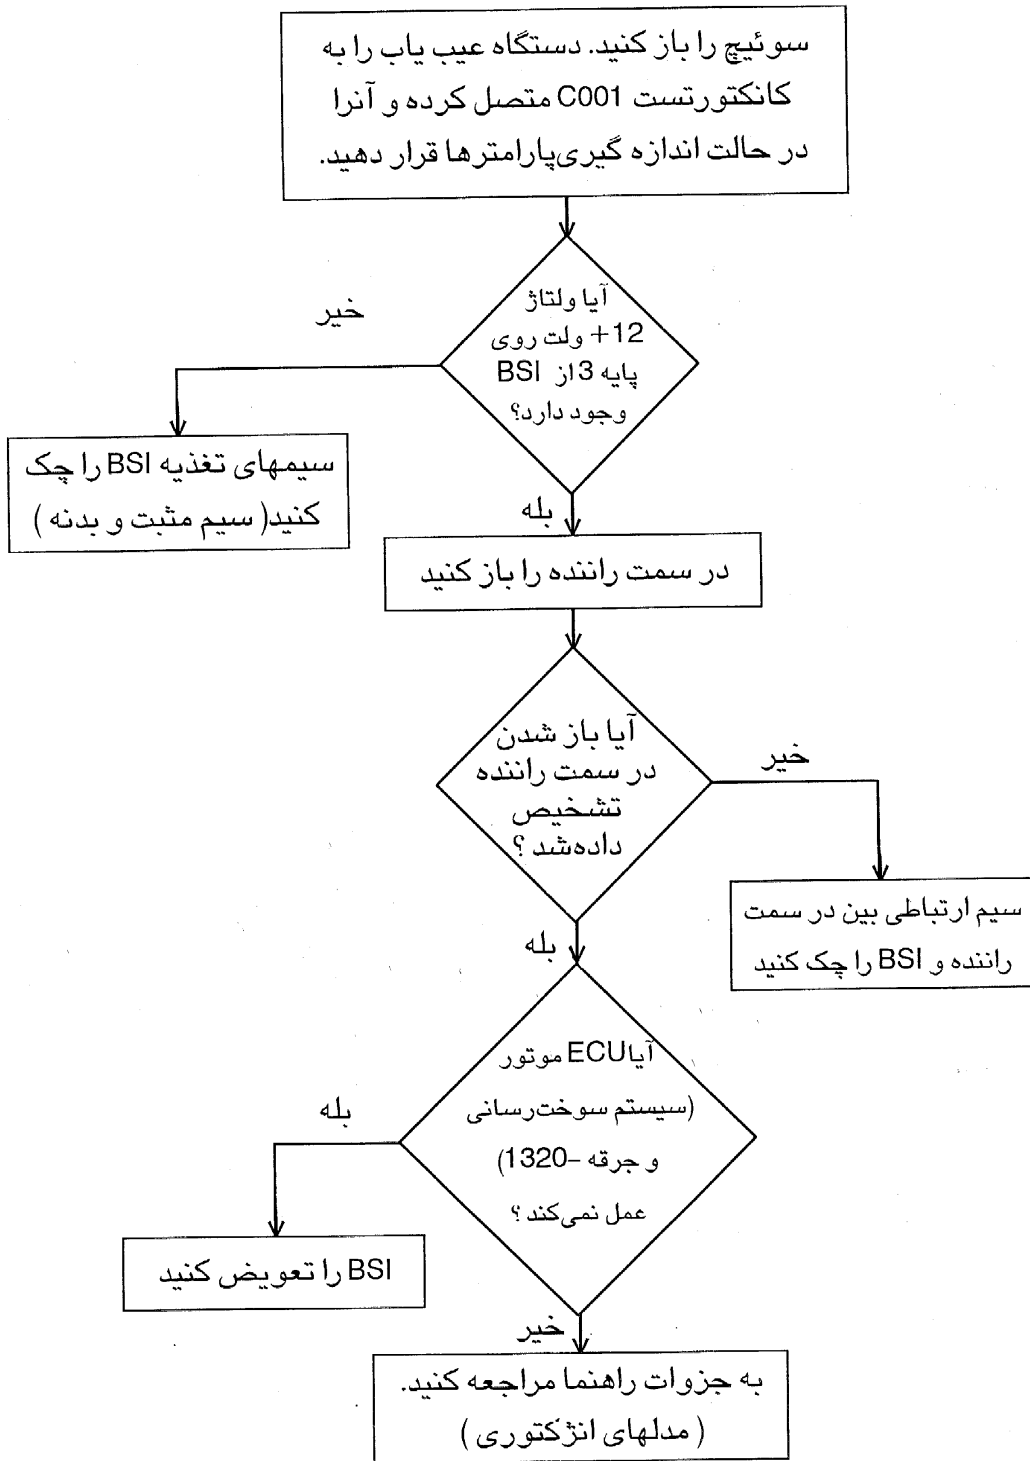 سوئیچ را باز کنید. دستگاه عیب یاب را به
کانکتورتست C001 متصل کرده و آنرا
در حالت اندازه گیری‌پارامترها قرار دهید.
آیا ولتاژ
+12 ولت روی
پایه 3 از BSI
وجود دارد؟
خیر
سیمهای تغذیه BSI را چک
کنید( سیم مثبت و بدنه )
بله
در سمت راننده را باز کنید
آیا باز شدن
در سمت راننده
تشخیص
داده‌شد ؟
خیر
سیم ارتباطی بین در سمت
راننده و BSI را چک کنید
بله
آیا ECU موتور
(سیستم سوخت‌رسانی
و جرقه –1320)
عمل نمی‌کند ؟
بله
BSI را تعویض کنید
خیر
به جزوات راهنما مراجعه کنید.
( مدلهای انژکتوری )